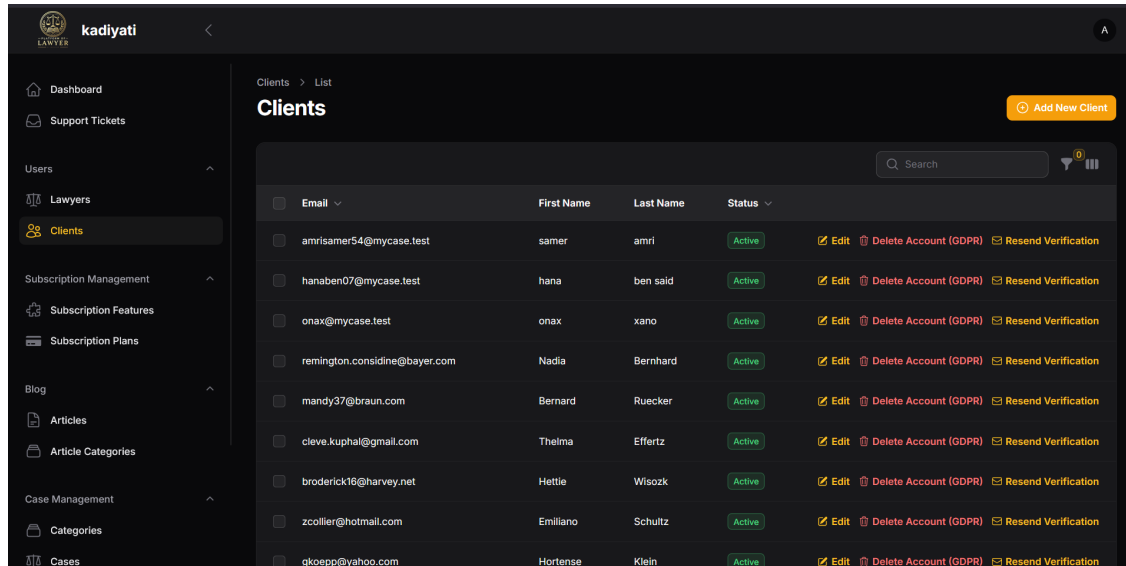 LAWYER
kadiyati
A
Dashboard
Support Tickets
Users
Lawyers
Clients
Subscription Management
Subscription Features
Subscription Plans
Blog
Articles
Article Categories
Case Management
Categories
Cases
Clients > List
Clients
Add New Client
Search
0
Email First Name Last Name Status
amrisamer54@mycase.test samer amri Active Edit Delete Account (GDPR) Resend Verification
hanaben07@mycase.test hana ben said Active Edit Delete Account (GDPR) Resend Verification
onax@mycase.test onax xano Active Edit Delete Account (GDPR) Resend Verification
remington.considine@bayer.com Nadia Bernhard Active Edit Delete Account (GDPR) Resend Verification
mandy37@braun.com Bernard Ruecker Active Edit Delete Account (GDPR) Resend Verification
cleve.kuphal@gmail.com Thelma Effertz Active Edit Delete Account (GDPR) Resend Verification
broderick16@harvey.net Hettie Wisozk Active Edit Delete Account (GDPR) Resend Verification
zcollier@hotmail.com Emiliano Schultz Active Edit Delete Account (GDPR) Resend Verification
gkoepp@yahoo.com Hortense Klein Active Edit Delete Account (GDPR) Resend Verification